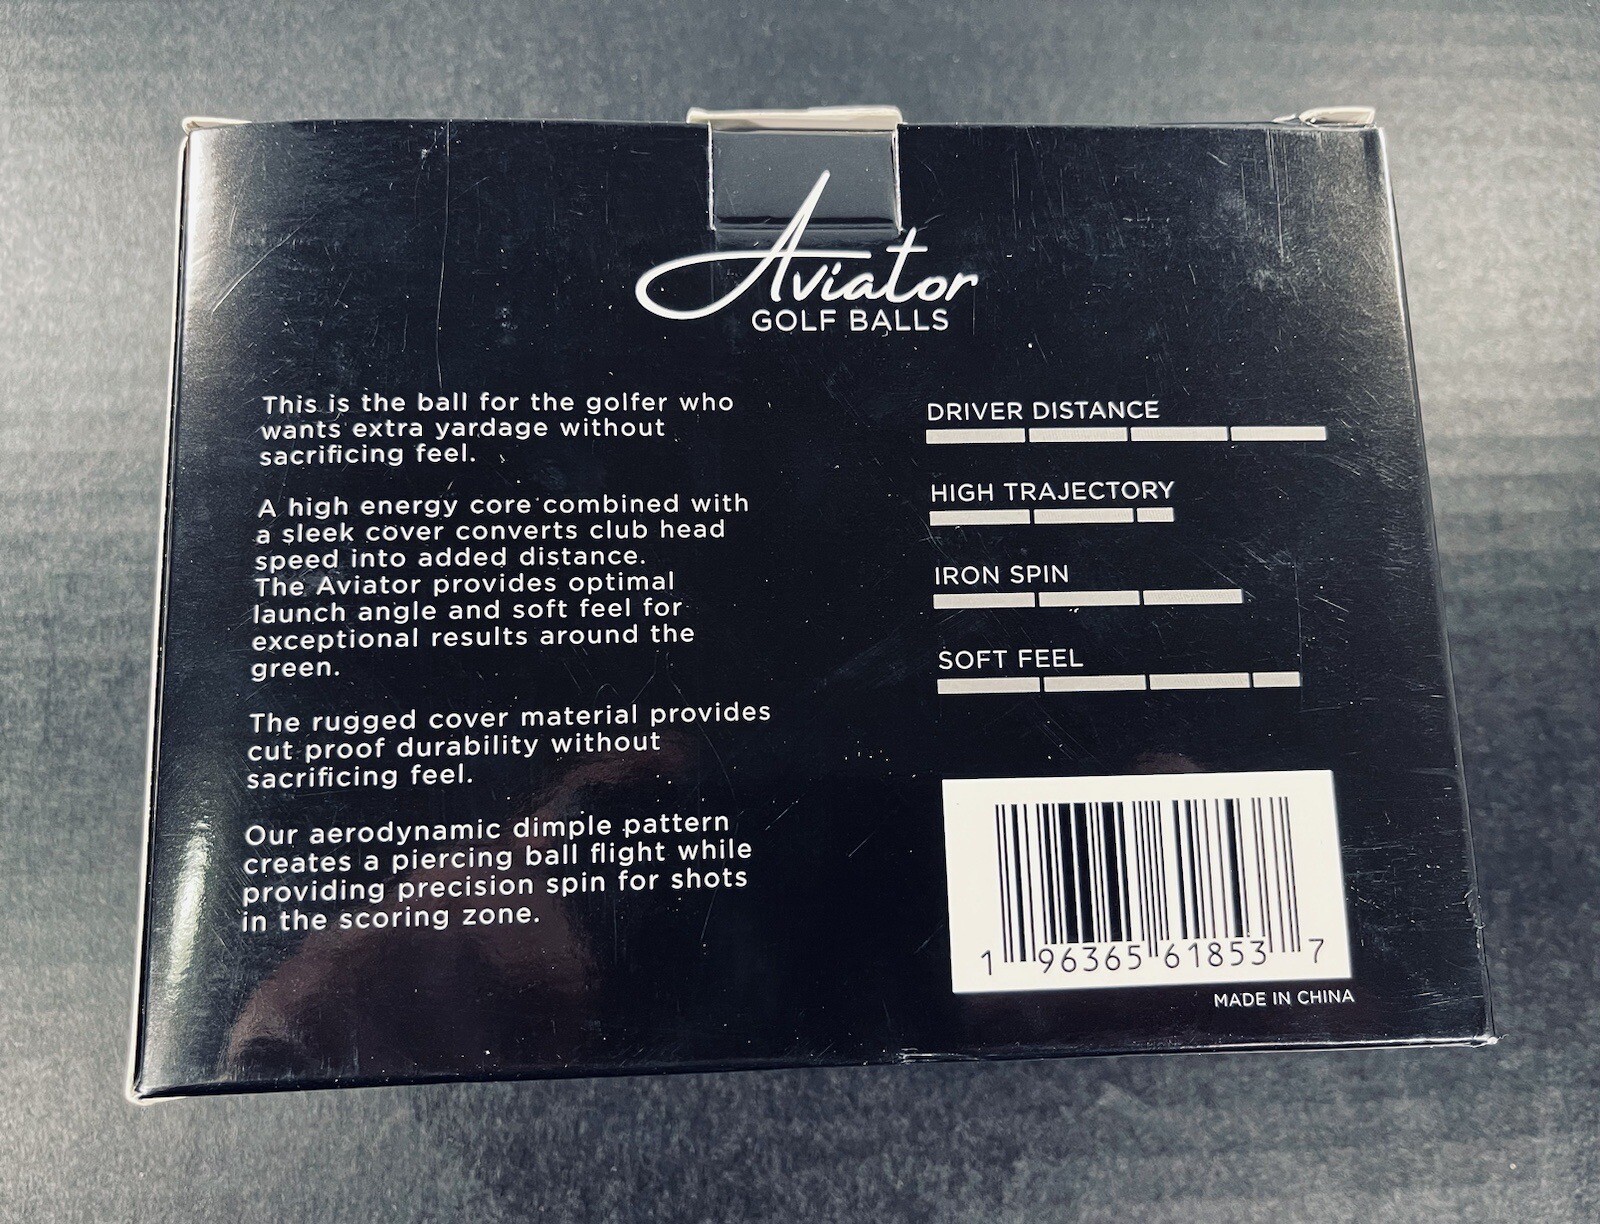 Aviator
GOLF BALLS
This is the ball for the golfer who
wants extra yardage without
sacrificing feel.
A high energy core combined with
a sleek cover converts club head
speed into added distance.
The Aviator provides optimal
launch angle and soft feel for
exceptional results around the
green.
The rugged cover material provides
cut proof durability without
sacrificing feel.
Our aerodynamic dimple pattern
creates a piercing ball flight while
providing precision spin for shots
in the scoring zone.
DRIVER DISTANCE
HIGH TRAJECTORY
IRON SPIN
SOFT FEEL
1 96365 61853 7
MADE IN CHINA